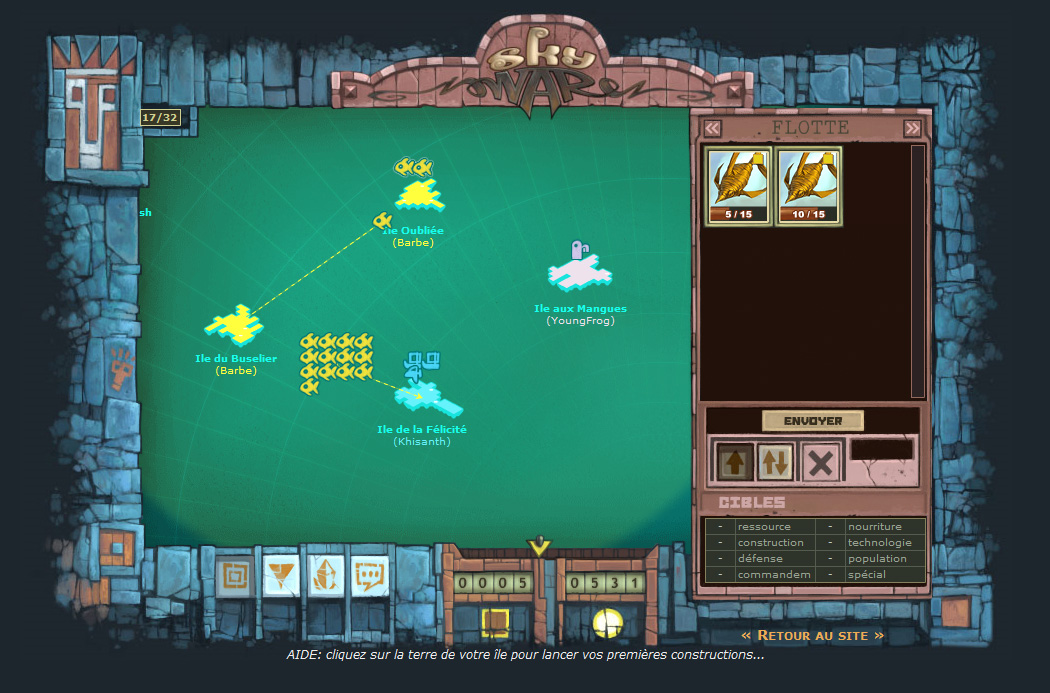 sky
WAR
17/32
FLOTTE
5 / 15
10 / 15
sh
Ile Oubliée
(Barbe)
Ile aux Mangues
(YoungFrog)
Ile du Buselier
(Barbe)
Ile de la Félicité
(Khisanth)
ENVOYER
CIBLES
- ressource - nourriture
- construction - technologie
- défense - population
- commandem - spécial
0005 0531
« RETOUR AU SITE »
AIDE: cliquez sur la terre de votre île pour lancer vos premières constructions...